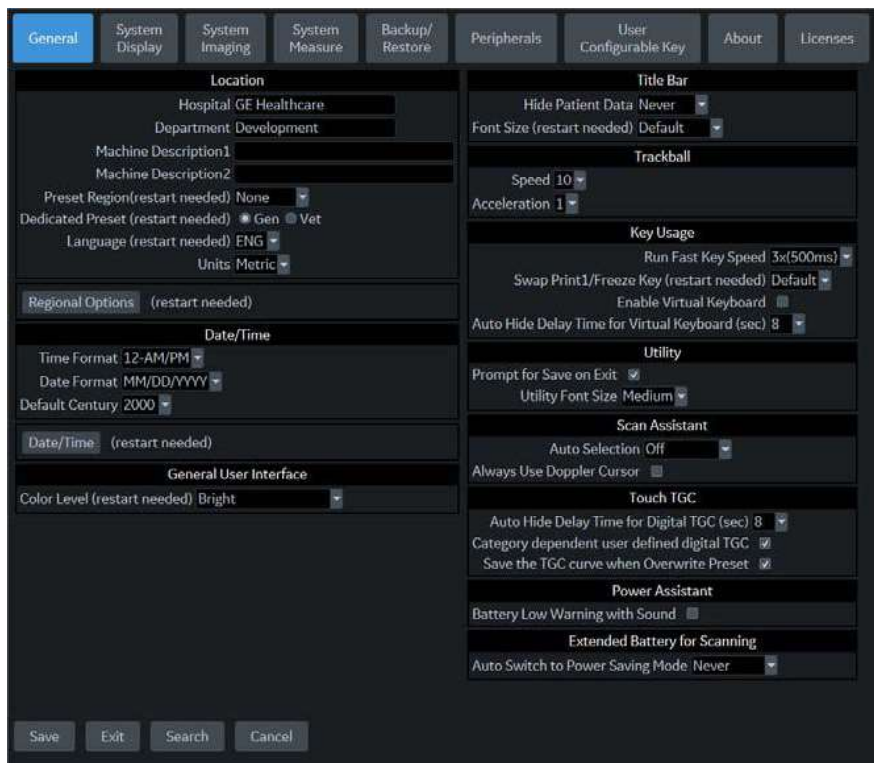 General
System
Display
System
Imaging
System
Measure
Backup/
Restore
Peripherals
User
Configurable Key
About
Licenses
Location
Hospital GE Healthcare
Department Development
Machine Description1
Machine Description2
Preset Region(restart needed) None
Dedicated Preset (restart needed) Gen Vet
Language (restart needed) ENG
Units Metric
Regional Options (restart needed)
Date/Time
Time Format 12-AM/PM
Date Format MM/DD/YYYY
Default Century 2000
Date/Time (restart needed)
General User Interface
Color Level (restart needed) Bright
Title Bar
Hide Patient Data Never
Font Size (restart needed) Default
Trackball
Speed 10
Acceleration 1
Key Usage
Run Fast Key Speed 3x(500ms)
Swap Print1/Freeze Key (restart needed) Default
Enable Virtual Keyboard
Auto Hide Delay Time for Virtual Keyboard (sec) 8
Utility
Prompt for Save on Exit
Utility Font Size Medium
Scan Assistant
Auto Selection Off
Always Use Doppler Cursor
Touch TGC
Auto Hide Delay Time for Digital TGC (sec) 8
Category dependent user defined digital TGC
Save the TGC curve when Overwrite Preset
Power Assistant
Battery Low Warning with Sound
Extended Battery for Scanning
Auto Switch to Power Saving Mode Never
Save
Exit
Search
Cancel